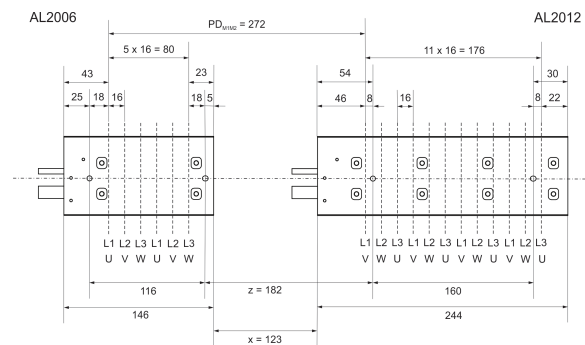 AL2006 AL2012
PD M1M2 = 272
5 x 16 = 80 11 x 16 = 176
43 23 54 30
25 18 16 18 5 46 8 16 8 22
L1 L2 L3 L1 L2 L3 L1 L2 L3 L1 L2 L3 L1 L2 L3 L1 L2 L3
U V W U V W V W U V W U V W U V W U
116 z = 182 160
146 244
x = 123